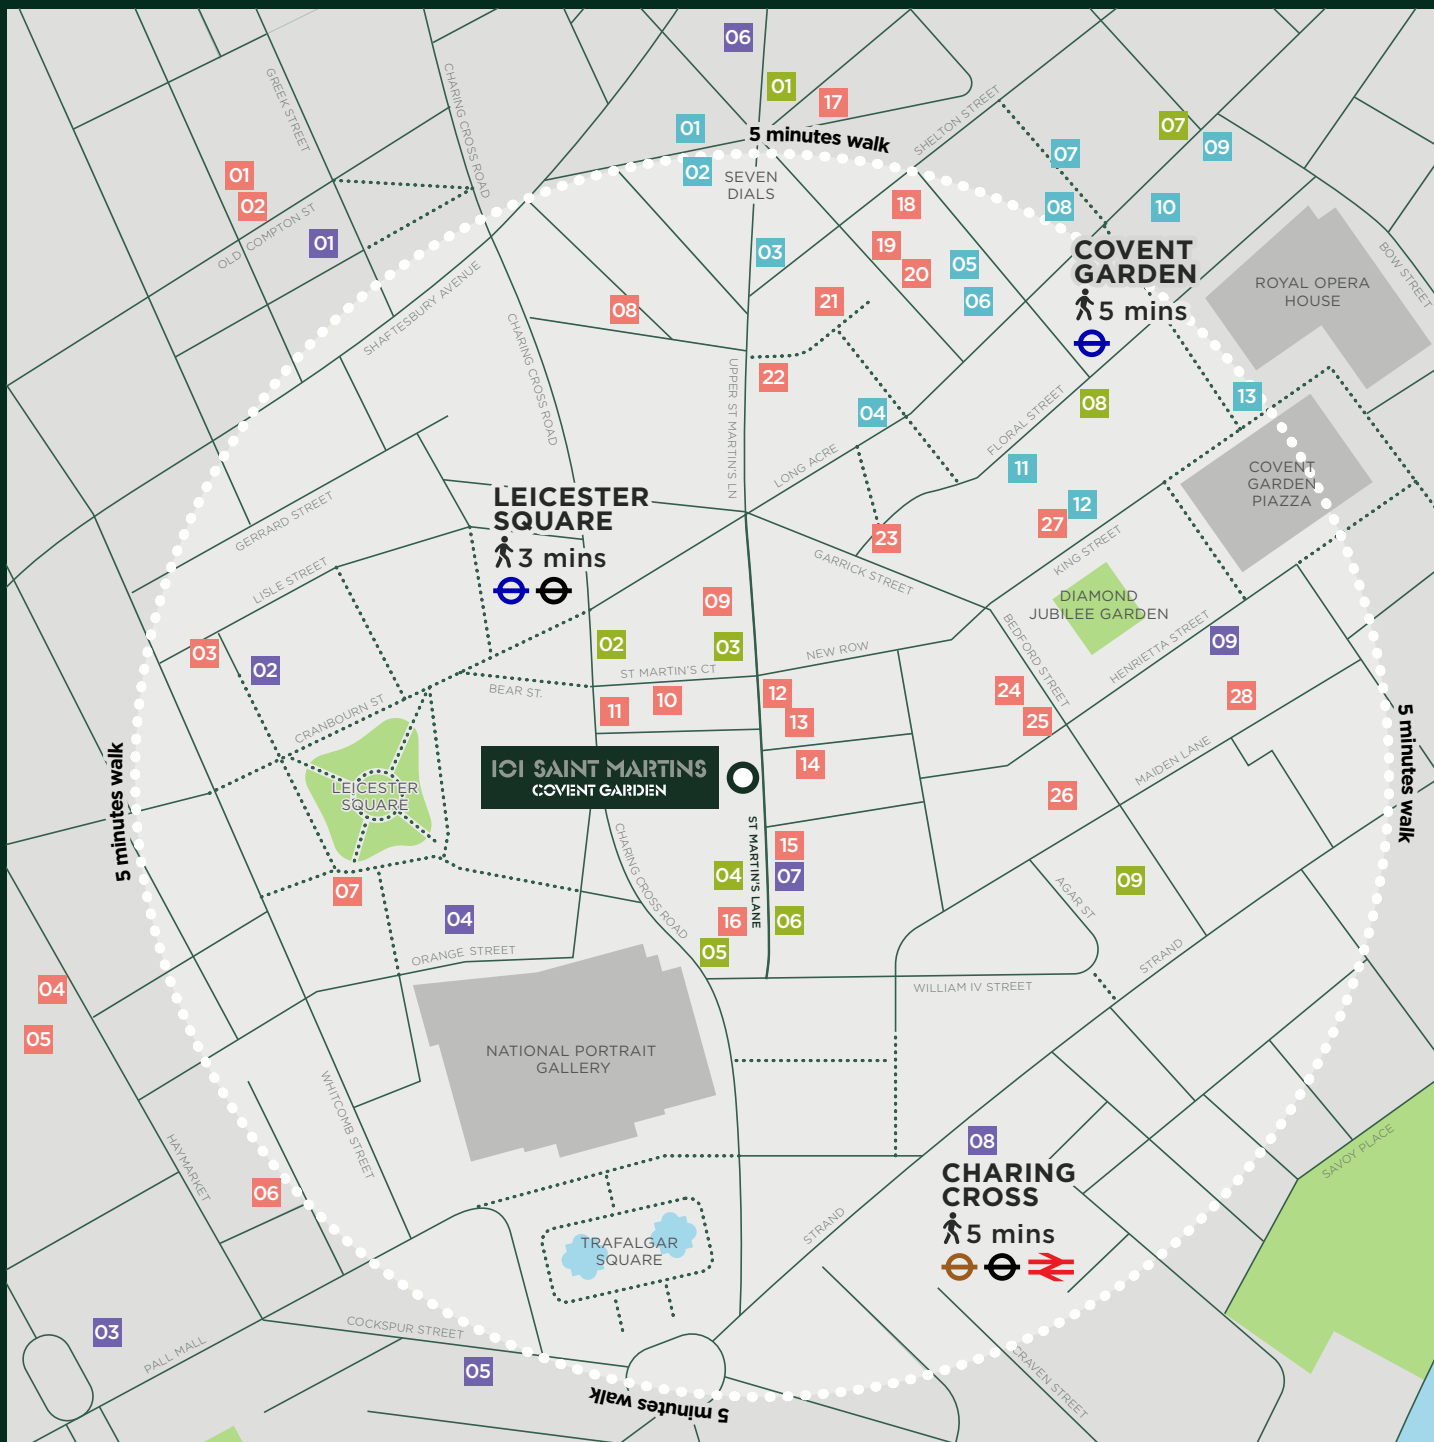 06
01
17
GREEK STREET
CHARING CROSS ROAD
SHELTON STREET
01
5 minutes walk
07
09
07
02
SEVEN
DIALS
01
02
OLD COMPTON ST
01
18
08
10
SHAFTESBURY AVENUE
03
19
20
05
06
COVENT
GARDEN
5 mins
ROYAL OPERA
HOUSE
BOW STREET
08
CHARING CROSS ROAD
21
UPPER ST MARTIN'S LN
22
04
08
13
LONG ACRE
FLORAL STREET
11
12
27
COVENT
GARDEN
PIAZZA
GERRARD STREET
LEICESTER
SQUARE
3 mins
LISLE STREET
23
GARRICK STREET
KING STREET
DIAMOND
JUBILEE GARDEN
09
02
03
NEW ROW
BEDFORD STREET
HENRIETTA STREET
09
03
02
ST MARTIN'S CT
BEAR ST.
CRANBOURN ST
11
10
12
13
14
24
25
28
5 minutes walk
5 minutes walk
LEICESTER
SQUARE
101 SAINT MARTINS
COVENT GARDEN
MAIDEN LANE
26
CHARING CROSS ROAD
ST MARTIN'S LANE
15
04
07
09
AGAR ST
07
04
16
06
05
ORANGE STREET
STRAND
WILLIAM IV STREET
04
05
NATIONAL PORTRAIT
GALLERY
WHITCOMB STREET
HAYMARKET
06
08
CHARING
CROSS
5 mins
SAVOY PLACE
STRAND
TRAFALGAR
SQUARE
03
PALL MALL
COCKSPUR STREET
05
CRAVEN STREET
5 minutes walk